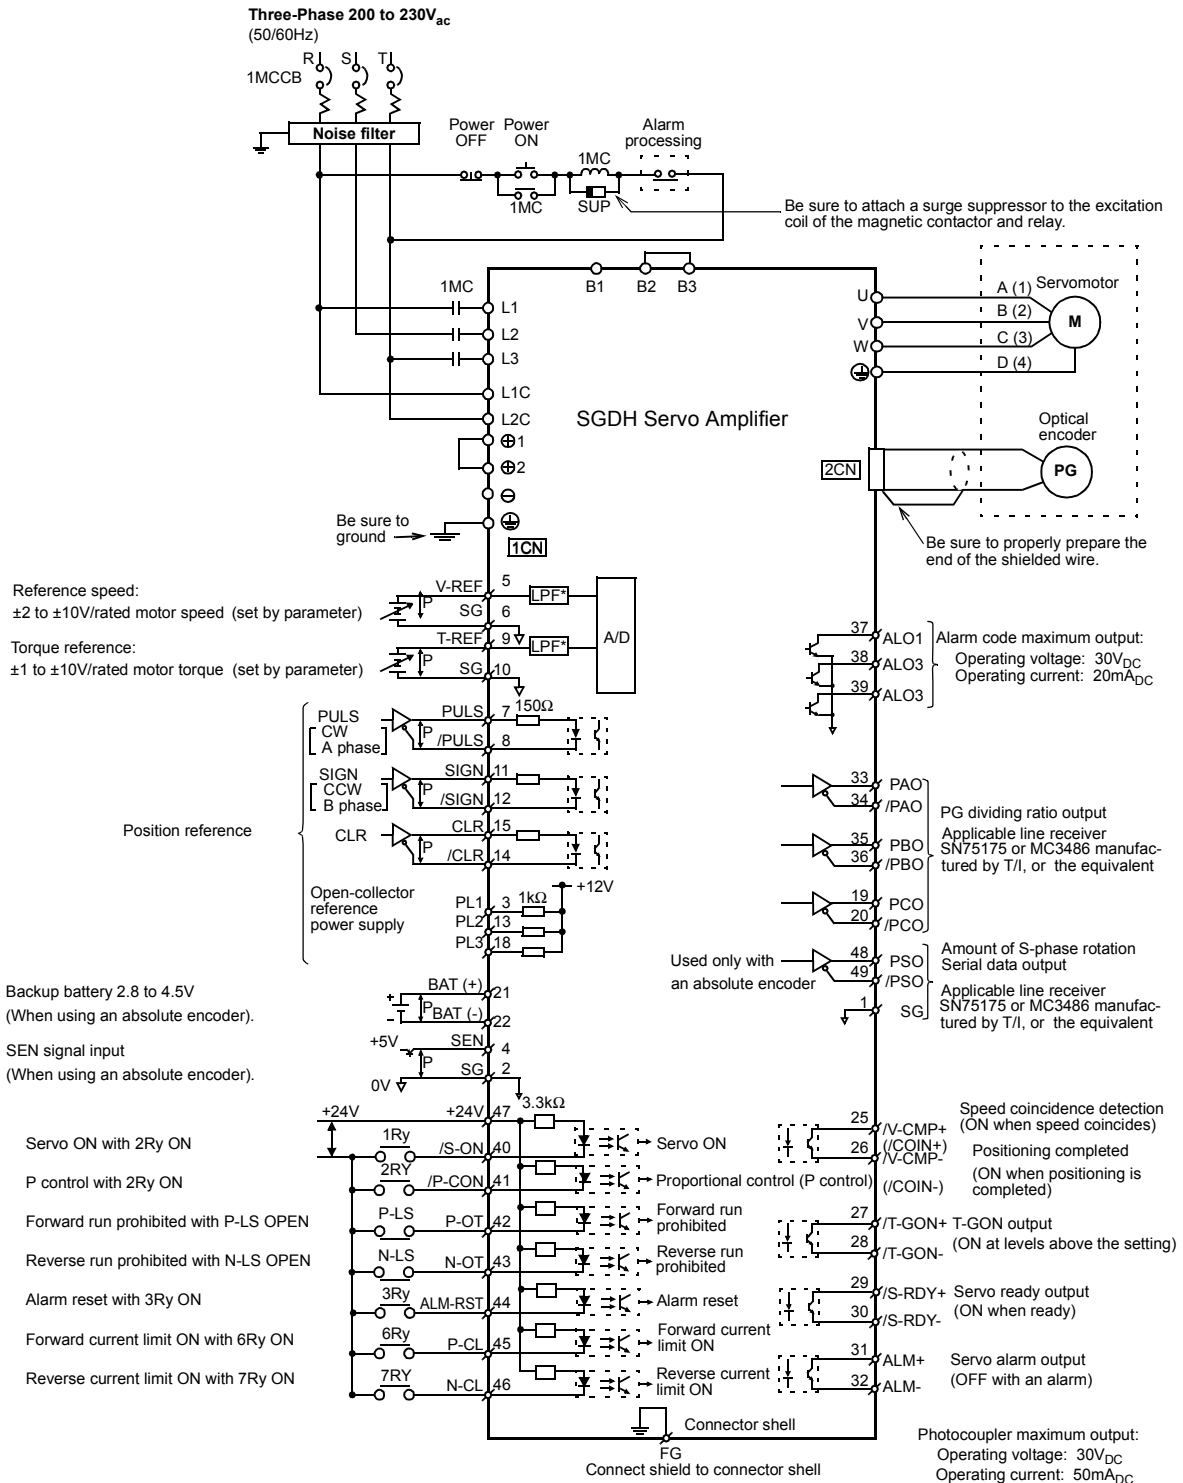 Three-Phase 200 to 230Vac
(50/60Hz)
R S T
1MCCB
Noise filter
Power OFF
Power ON
Alarm processing
1MC
1MC
SUP
Be sure to attach a surge suppressor to the excitation
coil of the magnetic contactor and relay.
B1 B2 B3
1MC
L1
L2
L3
L1C
L2C
⊕1
⊕2
⊖
Be sure to
ground
1CN
SGDH Servo Amplifier
U
V
W
A (1)
B (2)
C (3)
D (4)
Servomotor
M
Optical
encoder
PG
2CN
Be sure to properly prepare the
end of the shielded wire.
Reference speed:
±2 to ±10V/rated motor speed (set by parameter)
Torque reference:
±1 to ±10V/rated motor torque (set by parameter)
V-REF 5
P
SG 6
LPF*
T-REF 9
P
SG 10
LPF*
A/D
Position reference
PULS
CW
A phase
P
PULS 7 150Ω
/PULS 8
SIGN
CCW
B phase
P
SIGN 11
/SIGN 12
CLR
P
CLR 15
/CLR 14
Open-collector
reference
power supply
+12V
PL1 3 1kΩ
PL2 13
PL3 18
Backup battery 2.8 to 4.5V
(When using an absolute encoder).
+
-
P
BAT (+) 21
BAT (-) 22
SEN signal input
(When using an absolute encoder).
+5V
0V
P
SEN 4
SG 2
+24V
+24V 47 3.3kΩ
Servo ON with 2Ry ON
1Ry
/S-ON 40
Servo ON
P control with 2Ry ON
2RY
/P-CON 41
Proportional control (P control)
Forward run prohibited with P-LS OPEN
P-LS
P-OT 42
Forward run
prohibited
Reverse run prohibited with N-LS OPEN
N-LS
N-OT 43
Reverse run
prohibited
Alarm reset with 3Ry ON
3Ry
ALM-RST 44
Alarm reset
Forward current limit ON with 6Ry ON
6Ry
P-CL 45
Forward current
limit ON
Reverse current limit ON with 7Ry ON
7RY
N-CL 46
Reverse current
limit ON
37 ALO1
38 ALO3
39 ALO3
Alarm code maximum output:
Operating voltage: 30VDC
Operating current: 20mADC
33 PAO
34 /PAO
35 PBO
36 /PBO
19 PCO
20 /PCO
PG dividing ratio output
Applicable line receiver
SN75175 or MC3486 manufac-
tured by T/I, or the equivalent
Used only with
an absolute encoder
48 PSO
49 /PSO
1 SG
Amount of S-phase rotation
Serial data output
Applicable line receiver
SN75175 or MC3486 manufac-
tured by T/I, or the equivalent
25 /V-CMP+
(/COIN+)
26 /V-CMP-
(/COIN-)
Speed coincidence detection
(ON when speed coincides)
Positioning completed
(ON when positioning is
completed)
27 /T-GON+
28 /T-GON-
T-GON output
(ON at levels above the setting)
29 /S-RDY+
30 /S-RDY-
Servo ready output
(ON when ready)
31 ALM+
32 ALM-
Servo alarm output
(OFF with an alarm)
Connector shell
FG
Connect shield to connector shell
Photocoupler maximum output:
Operating voltage: 30VDC
Operating current: 50mADC